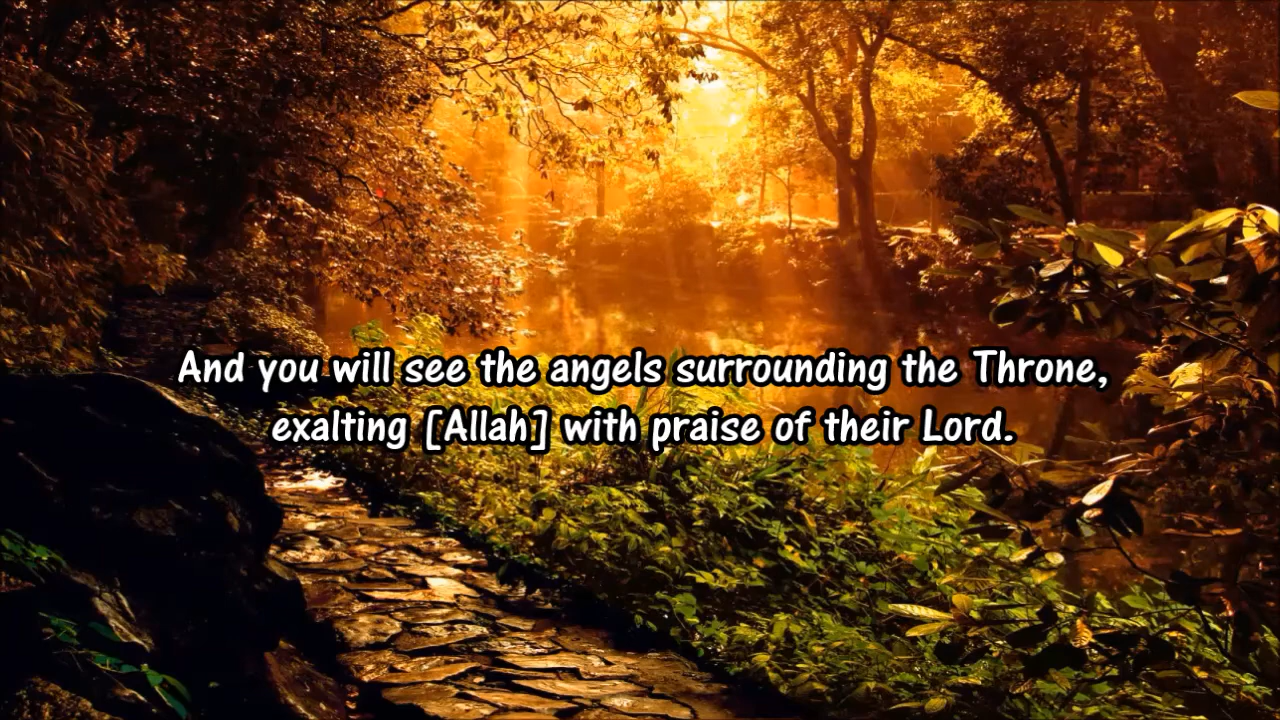 And you will see the angels surrounding the Throne,
exalting [Allah] with praise of their Lord.